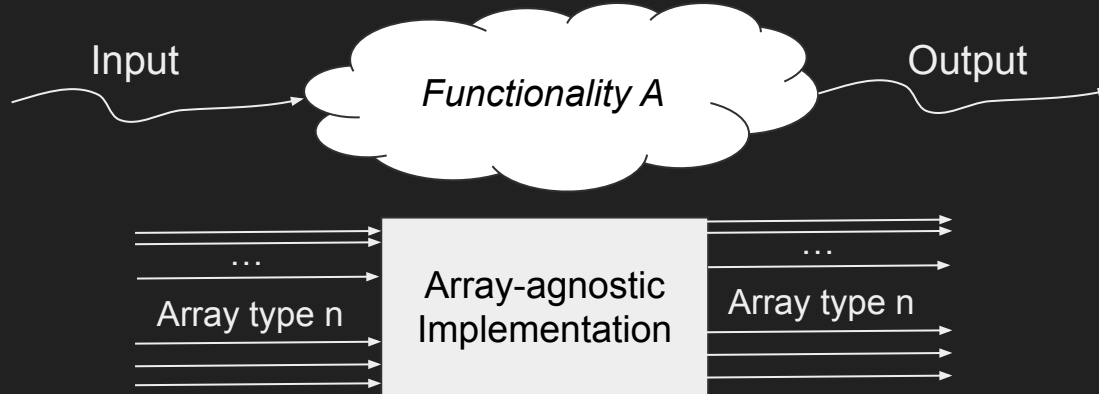 Input
Functionality A
Output
...
Array type n
Array-agnostic
Implementation
...
Array type n